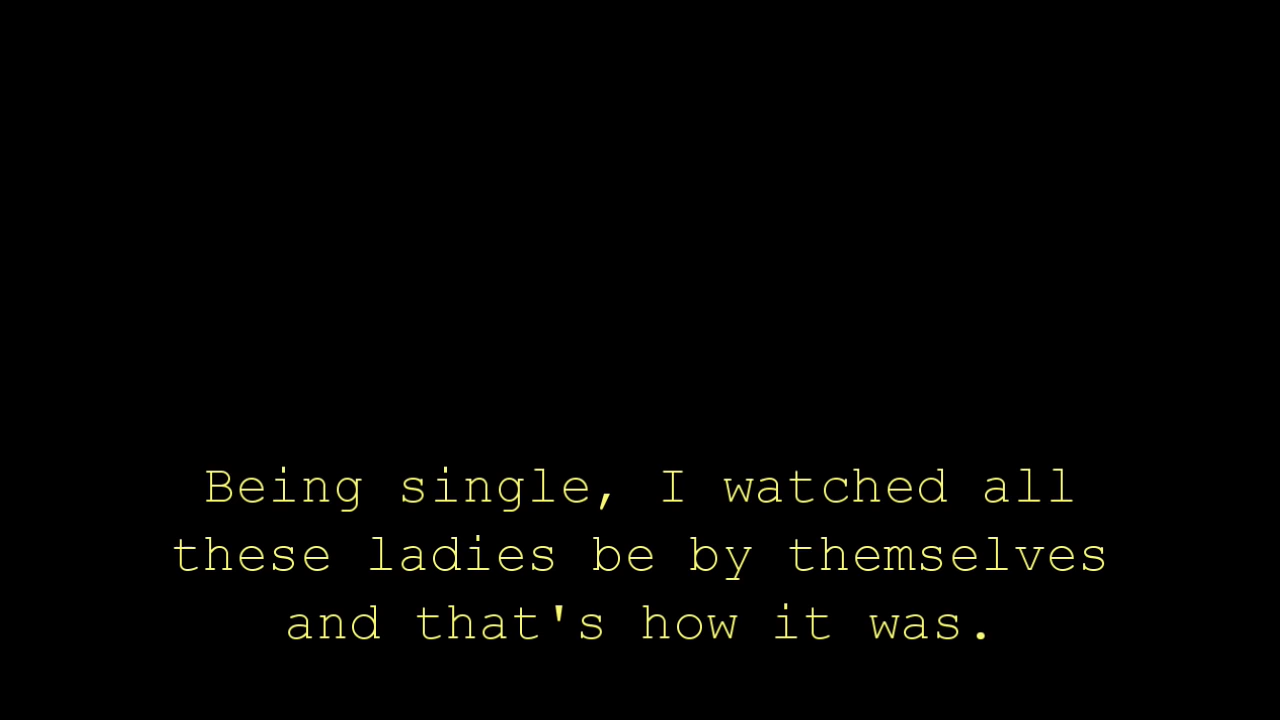 Being single, I watched all
these ladies be by themselves
and that's how it was.